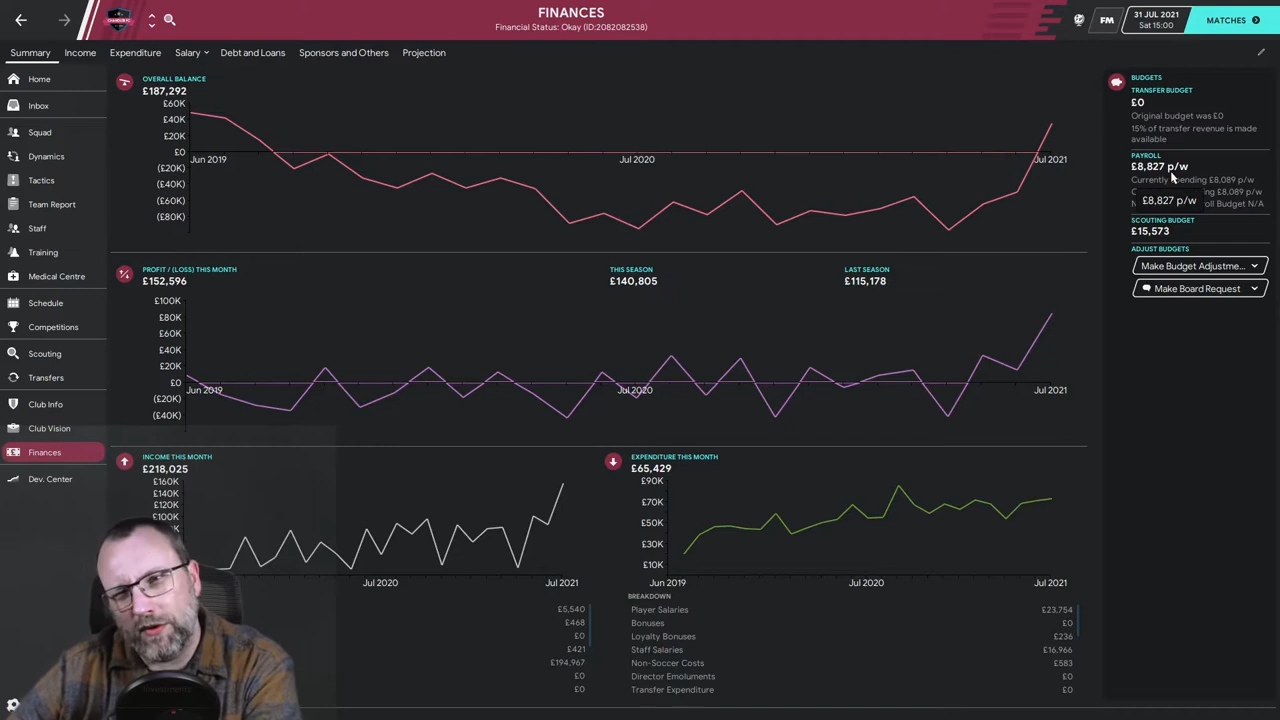 FINANCES
Financial Status: Okay (ID:2082082538)
FM
31 JUL 2021
Sat 15:00
MATCHES
Summary
Income
Expenditure
Salary
Debt and Loans
Sponsors and Others
Projection
Home
Inbox
Squad
Dynamics
Tactics
Team Report
Staff
Training
Medical Centre
Schedule
Competitions
Scouting
Transfers
Club Info
Club Vision
Finances
Dev. Center
OVERALL BALANCE
£187,292
£60K
£40K
£20K
£0
(£20K)
(£40K)
(£60K)
(£80K)
Jun 2019
Jul 2020
Jul 2021
PROFIT / (LOSS) THIS MONTH
£152,596
THIS SEASON
£140,805
LAST SEASON
£115,178
£100K
£80K
£60K
£40K
£20K
£0
(£20K)
(£40K)
Jun 2019
Jul 2020
Jul 2021
INCOME THIS MONTH
£218,025
£160K
£140K
£120K
£100K
Jul 2020
Jul 2021
£5,540
£468
£0
£421
£194,967
£0
£0
EXPENDITURE THIS MONTH
£65,429
£90K
£70K
£50K
£30K
£10K
Jun 2019
Jul 2020
Jul 2021
BREAKDOWN
Player Salaries £23,754
Bonuses £0
Loyalty Bonuses £236
Staff Salaries £16,966
Non-Soccer Costs £583
Director Emoluments £0
Transfer Expenditure £0
BUDGETS
TRANSFER BUDGET
£0
Original budget was £0
15% of transfer revenue is made
available
PAYROLL
£8,827 p/w
Currently spending £8,089 p/w
£8,089 p/w
£8,827 p/w
Budget N/A
SCOUTING BUDGET
£15,573
ADJUST BUDGETS
Make Budget Adjustme...
Make Board Request